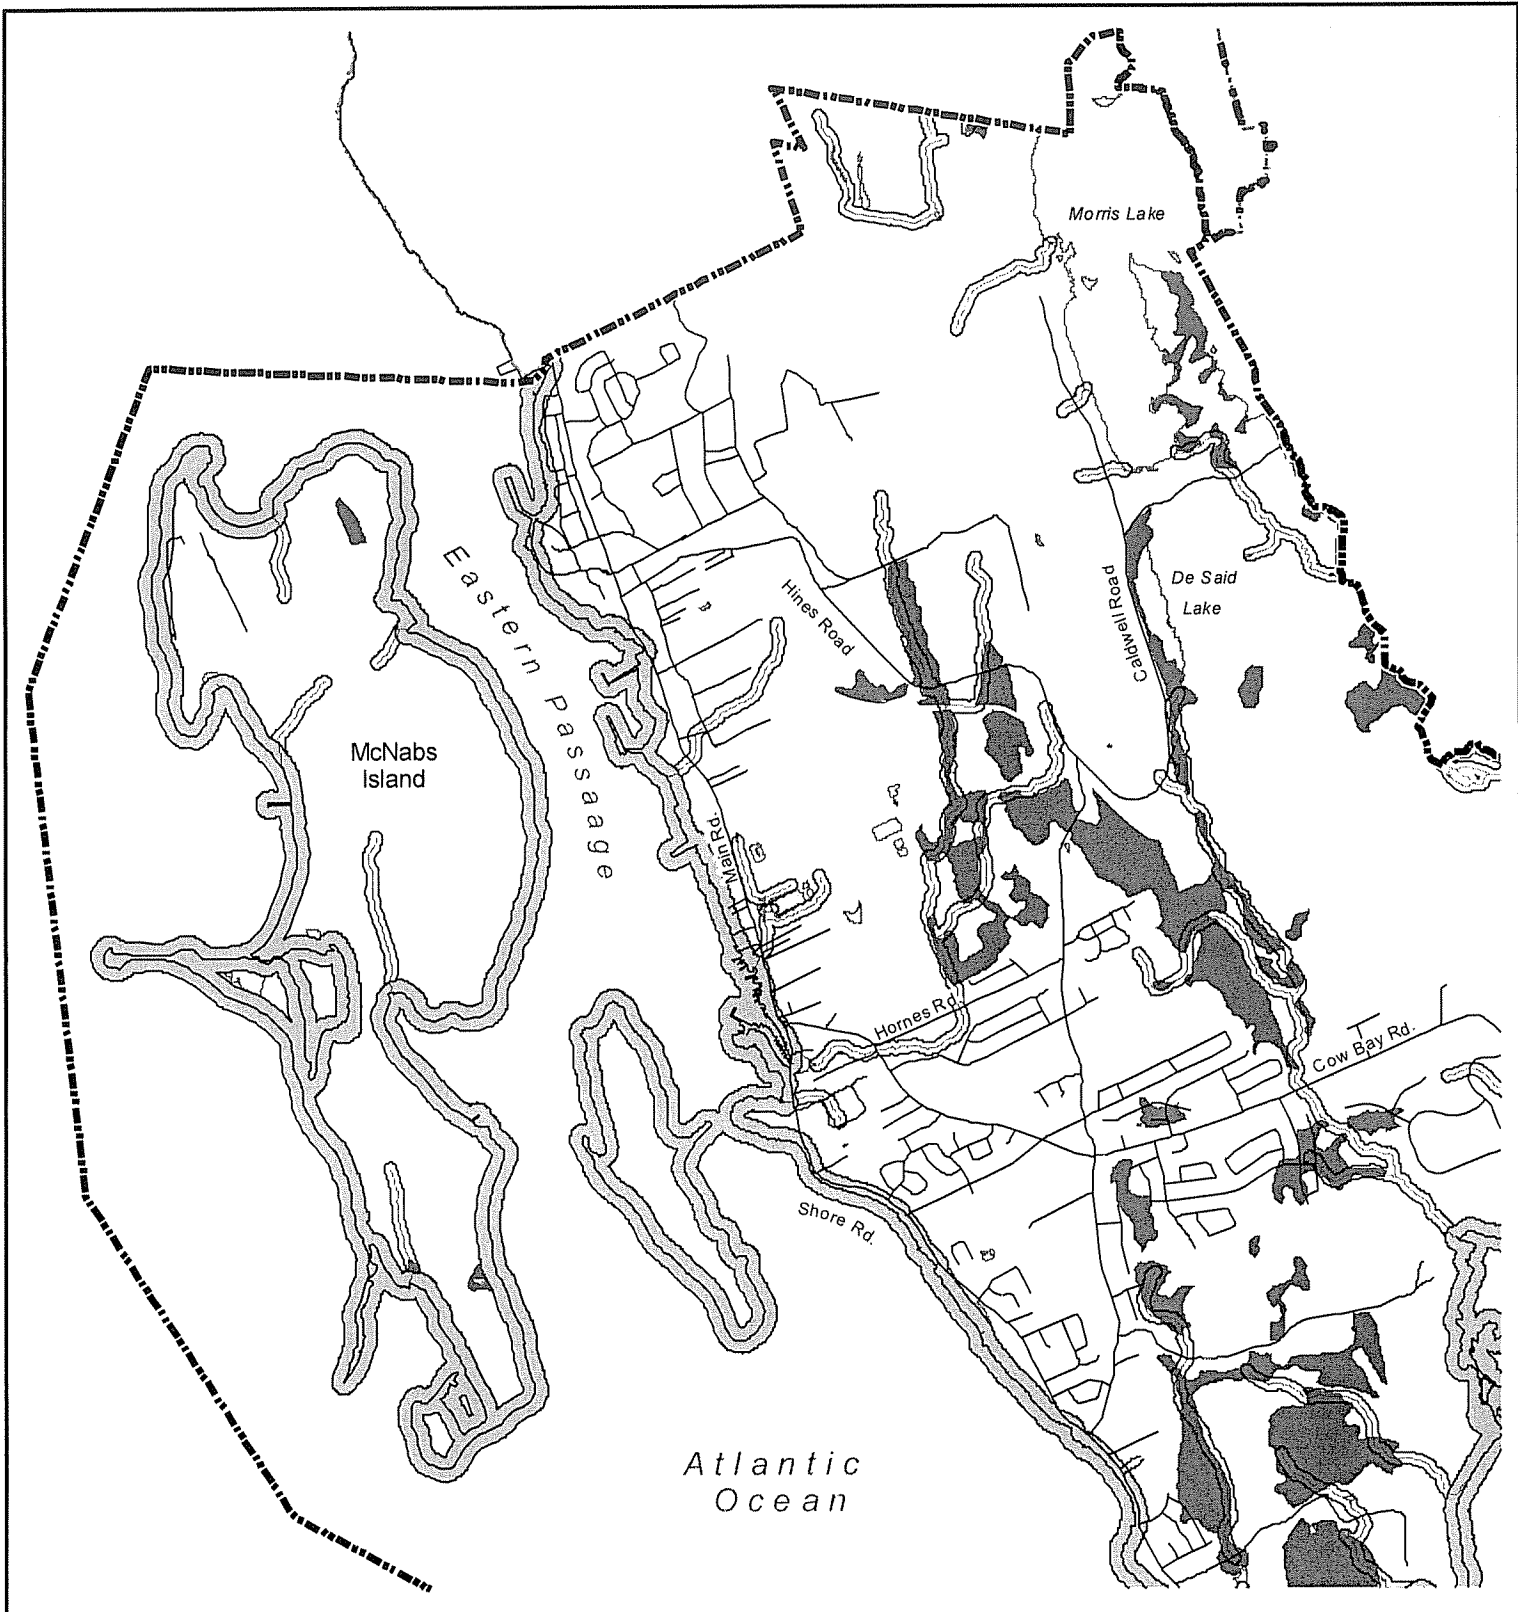 Morris Lake
Eastern Passage
De Said
Lake
Hines Road
Caldwell Road
McNabs
Island
Main Rd.
Hornes Rd.
Cow Bay Rd.
Shore Rd.
Atlantic
Ocean